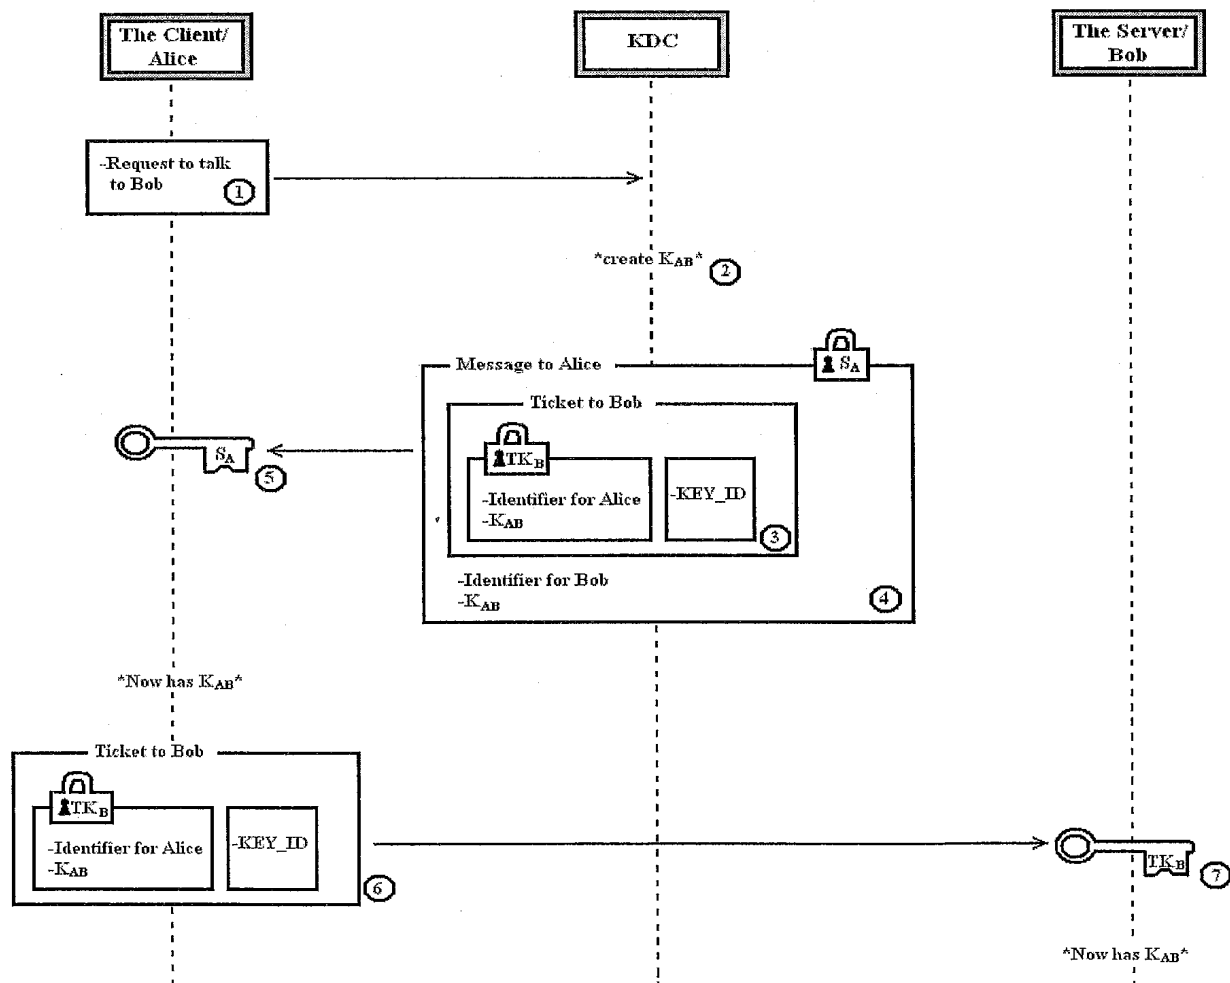 The Client/
Alice
KDC
The Server/
Bob
-Request to talk
to Bob
1
*create KAB*
2
Message to Alice
SA
Ticket to Bob
TKB
-Identifier for Alice
-KAB
-KEY_ID
3
-Identifier for Bob
-KAB
4
SA
5
*Now has KAB*
Ticket to Bob
TKB
-Identifier for Alice
-KAB
-KEY_ID
6
TKB
7
*Now has KAB*